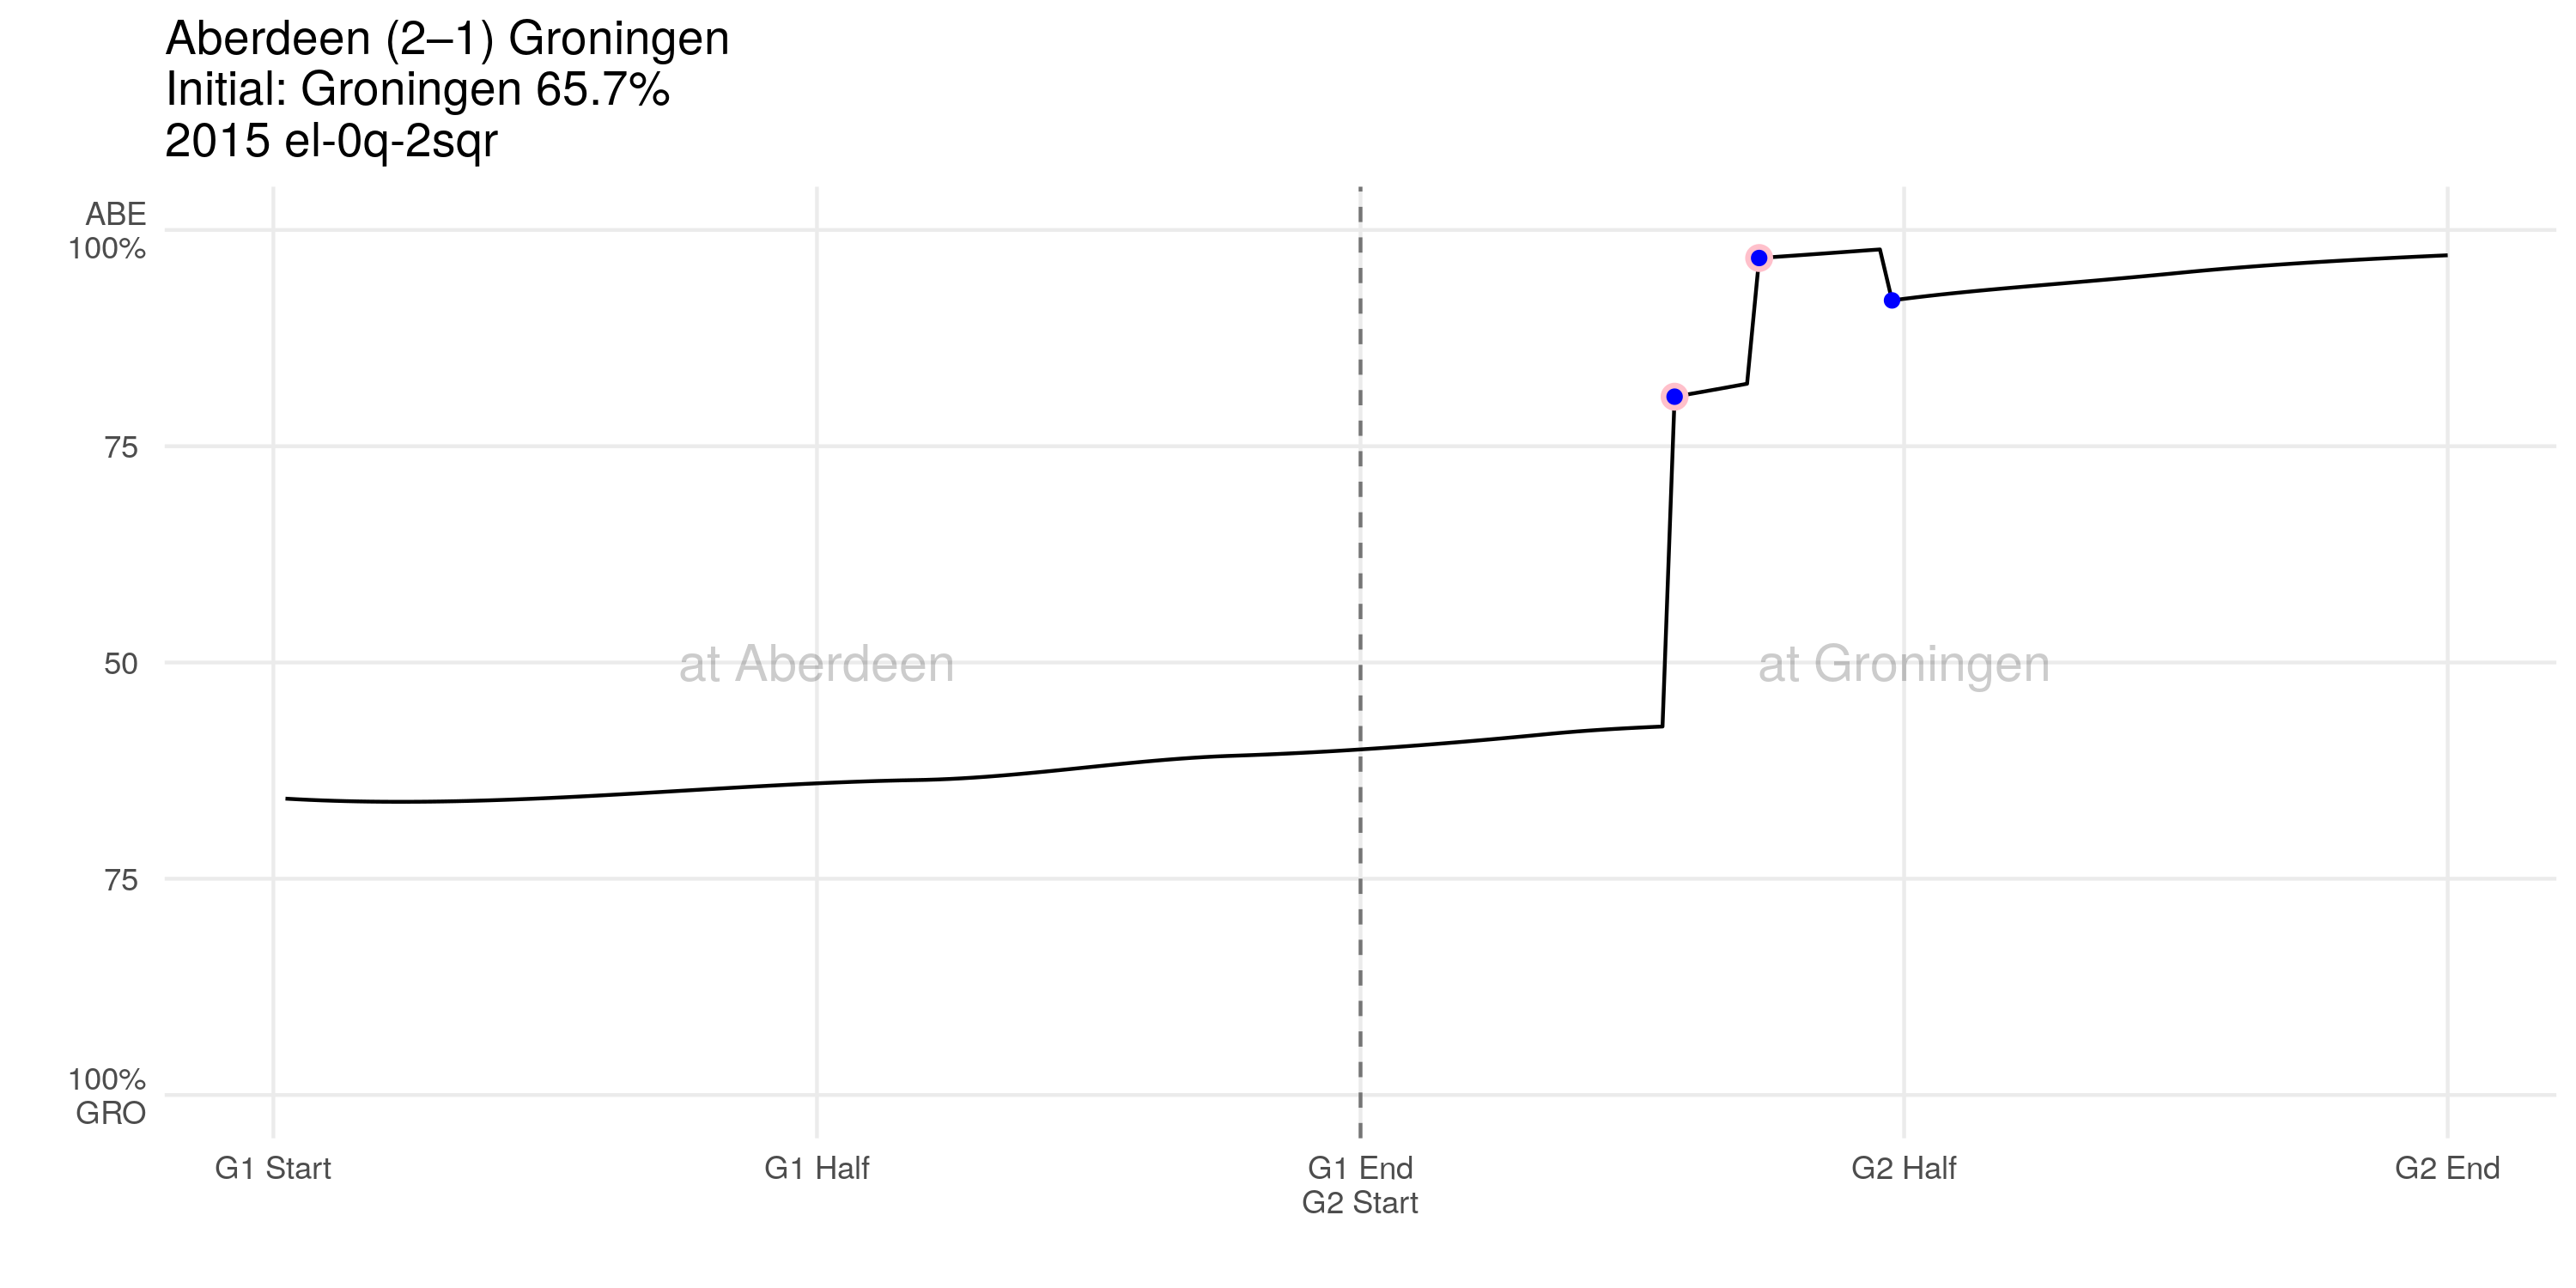 Aberdeen (2–1) Groningen
Initial: Groningen 65.7%
2015 el-0q-2sqr
ABE
100%
75
50
75
100%
GRO
at Aberdeen
at Groningen
G1 Start
G1 Half
G1 End
G2 Start
G2 Half
G2 End